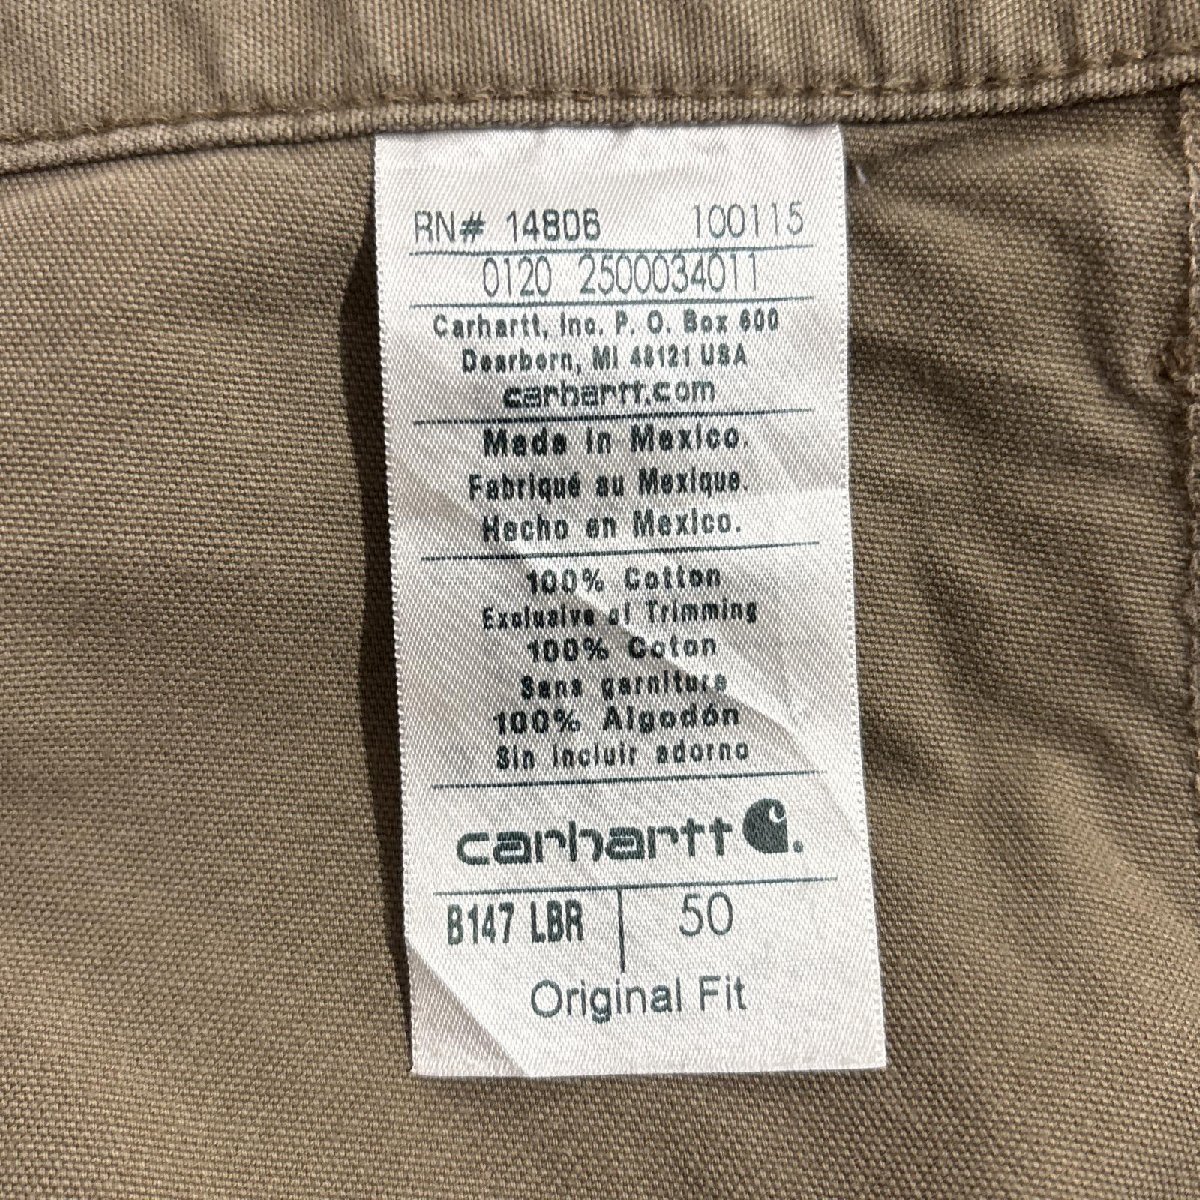 RN# 14806 100115
0120 2500034011
Carhartt, Inc. P. O. Box 600
Dearborn, MI 48121 USA
carhartt.com
Made in Mexico.
Fabriqué au Mexique.
Hecho en Mexico.
100% Cotton
Exclusive of Trimming
100% Coton
Sans garniture
100% Algodón
Sin incluir adorno
carhartt
B147 LBR 50
Original Fit